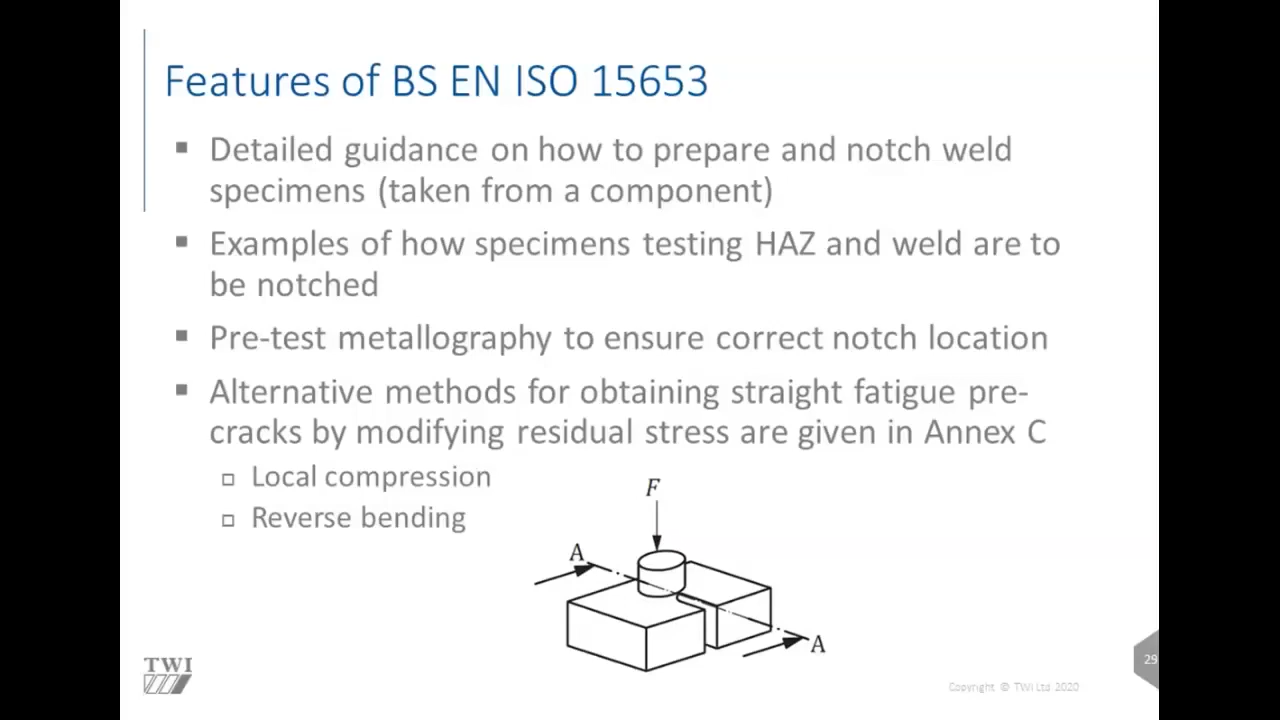 Features of BS EN ISO 15653
▪ Detailed guidance on how to prepare and notch weld
specimens (taken from a component)
▪ Examples of how specimens testing HAZ and weld are to
be notched
▪ Pre-test metallography to ensure correct notch location
▪ Alternative methods for obtaining straight fatigue pre-
cracks by modifying residual stress are given in Annex C
▫ Local compression
▫ Reverse bending
F
A
A
TWI
Copyright © TWI Ltd 2020
29